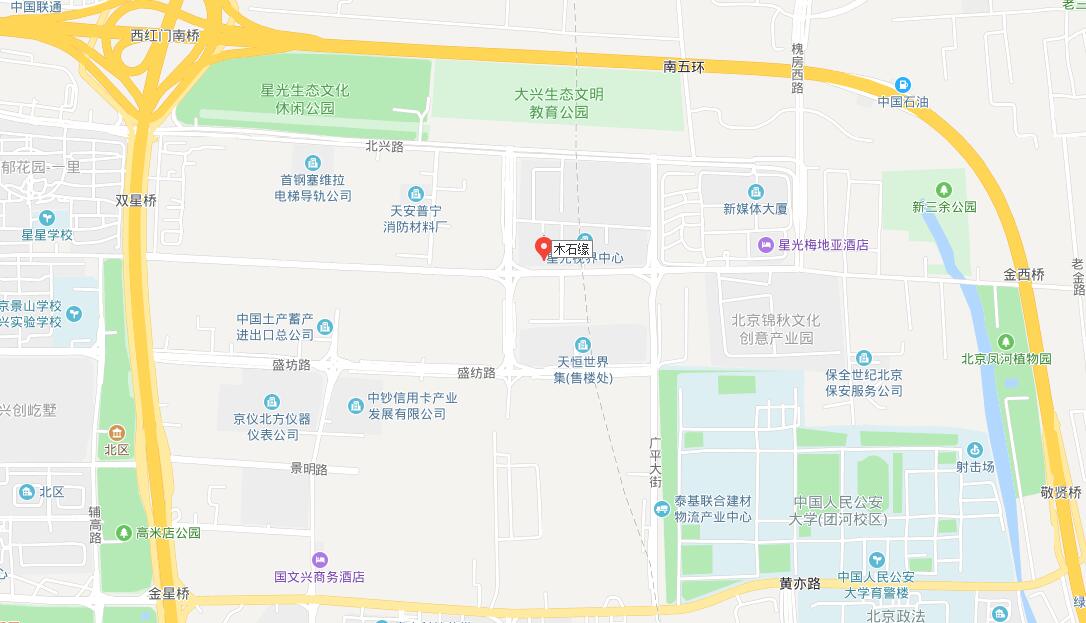 中国联通
西红门南桥
槐房西路
南五环
中国石油
星光生态文化
休闲公园
大兴生态文明
教育公园
北兴路
郁花园-一里
首钢塞维拉
电梯导轨公司
天安普宁
消防材料厂
双星桥
新媒体大厦
新三余公园
星星学校
木石缘
星光视界中心
星光梅地亚酒店
金西桥
老金路
京景山学校
兴实验学校
中国土产畜产
进出口总公司
北京锦秋文化
创意产业园
天恒世界
集(售楼处)
北京凤河植物园
盛坊路
盛坊路
保全世纪北京
保安服务公司
中钞信用卡产业
发展有限公司
兴创屹墅
京仪北方仪器
仪表公司
北区
广平大街
景明路
射击场
北区
敬贤桥
辅高路
高米店公园
泰基联合建材
物流产业中心
中国人民公安
大学(团河校区)
国文兴商务酒店
黄亦路
中国人民公安
大学育警楼
金星桥
北京政法